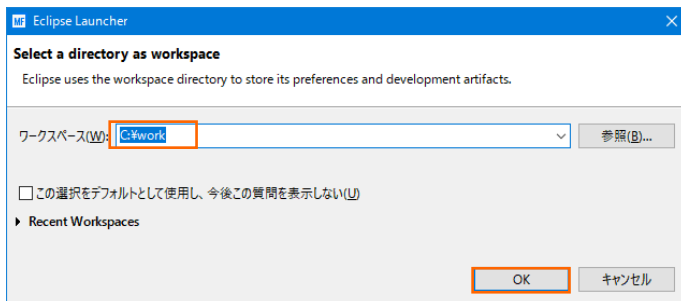 MF Eclipse Launcher
Select a directory as workspace
Eclipse uses the workspace directory to store its preferences and development artifacts.
ワークスペース(W): C:¥work 参照(B)...
この選択をデフォルトとして使用し、今後この質問を表示しない(U)
Recent Workspaces
OK キャンセル